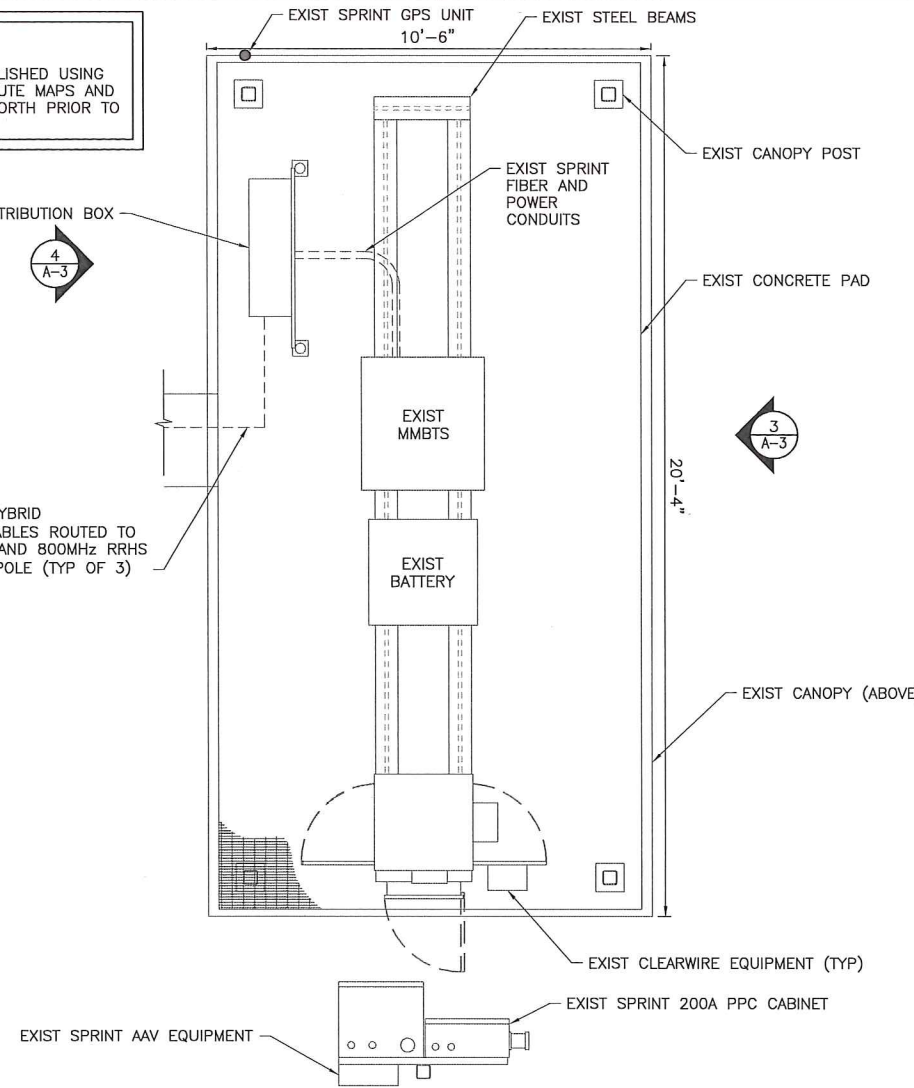 EXIST SPRINT GPS UNIT
EXIST STEEL BEAMS
10'-6"
LISHED USING
UTE MAPS AND
ORTH PRIOR TO
EXIST CANOPY POST
EXIST SPRINT
FIBER AND
POWER
CONDUITS
TRIBUTION BOX
4
A-3
EXIST CONCRETE PAD
EXIST
MMBTS
3
A-3
20'-4"
YBRID
ABLES ROUTED TO
AND 800MHz RRHS
POLE (TYP OF 3)
EXIST
BATTERY
EXIST CANOPY (ABOVE
EXIST CLEARWIRE EQUIPMENT (TYP)
EXIST SPRINT 200A PPC CABINET
EXIST SPRINT AAV EQUIPMENT